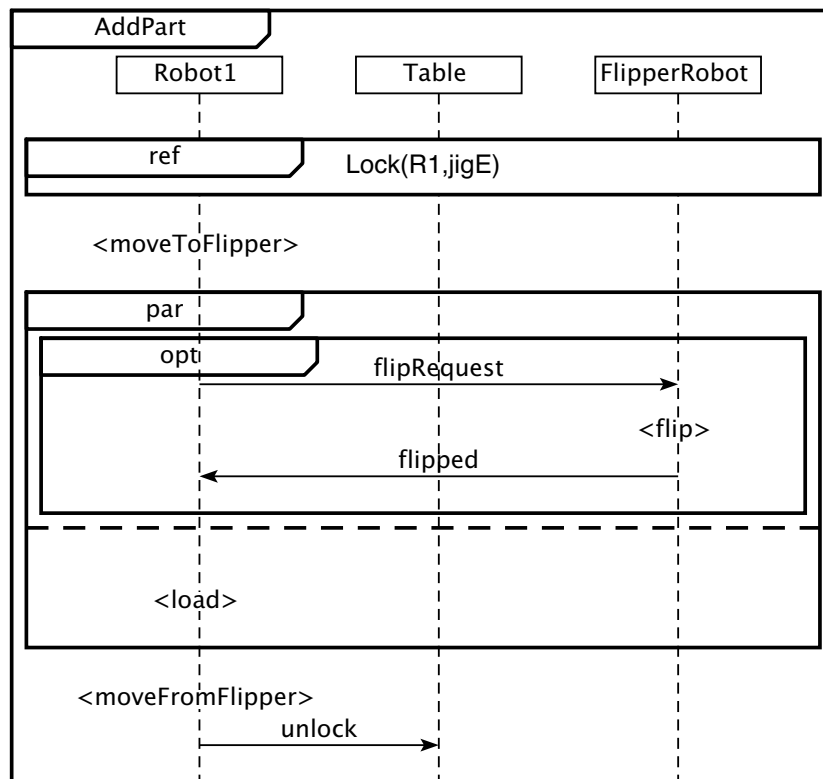 AddPart
Robot1
Table
FlipperRobot
ref
Lock(R1,jigE)
<moveToFlipper>
par
opt
flipRequest
<flip>
flipped
<load>
<moveFromFlipper>
unlock